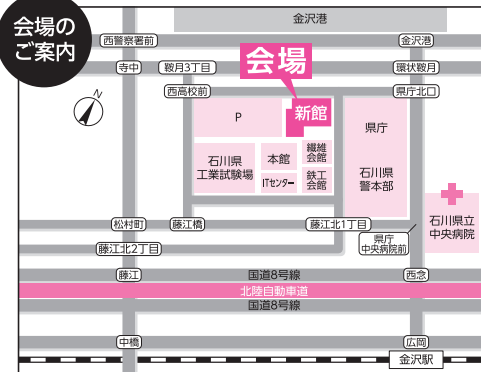 会場の
ご案内
金沢港
西警察署前
金沢港
寺中
鞍月3丁目
環状鞍月
会場
西高校前
県庁北口
N
P
新館
県庁
石川県
工業試験場
本館
ITセンター
繊維
会館
鉄工
会館
石川県
警本部
石川県立
中央病院
松村町
藤江橋
藤江北1丁目
県庁
中央病院前
藤江北2丁目
藤江
国道8号線
西念
北陸自動車道
国道8号線
中橋
広岡
金沢駅